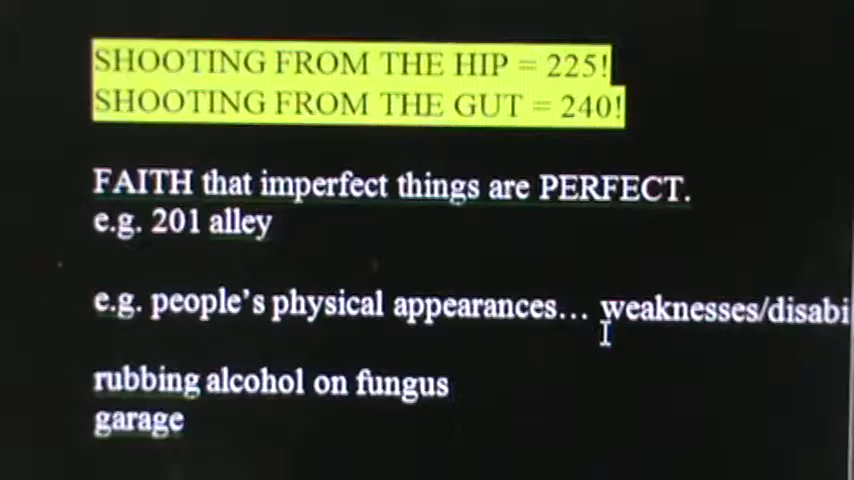 SHOOTING FROM THE HIP = 225!
SHOOTING FROM THE GUT = 240!
FAITH that imperfect things are PERFECT.
e.g. 201 alley
e.g. people's physical appearances... weaknesses/disabi
rubbing alcohol on fungus
garage